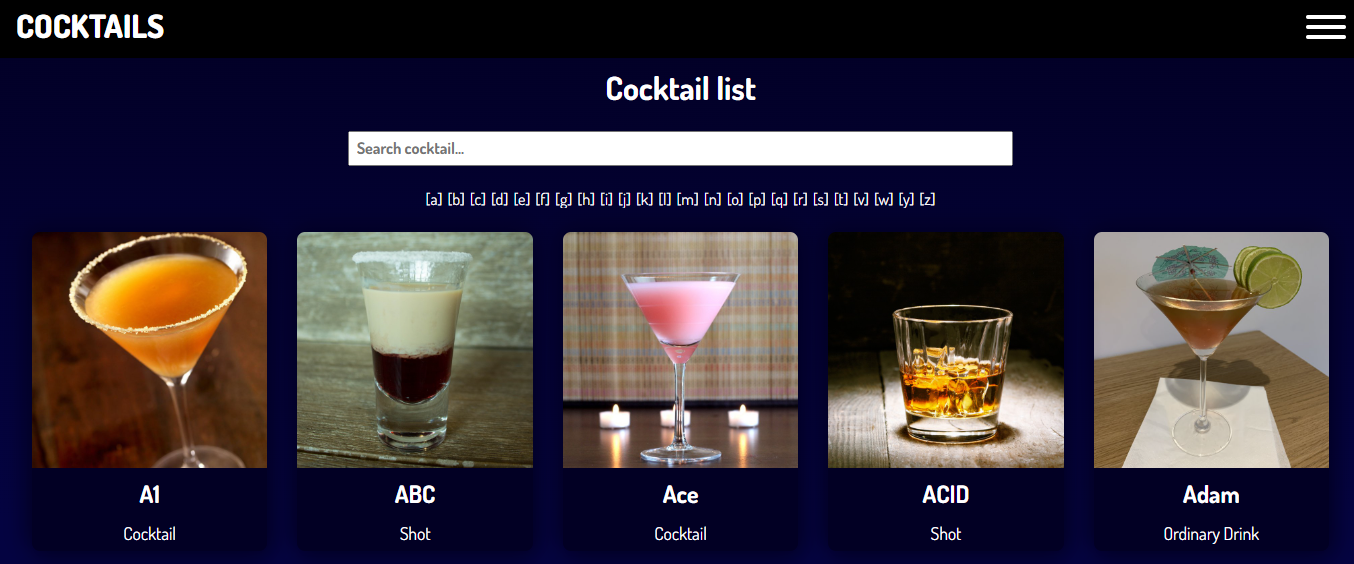 COCKTAILS
Cocktail list
Search cocktail...
[a] [b] [c] [d] [e] [f] [g] [h] [i] [j] [k] [l] [m] [n] [o] [p] [q] [r] [s] [t] [v] [w] [y] [z]
A1
Cocktail
ABC
Shot
Ace
Cocktail
ACID
Shot
Adam
Ordinary Drink